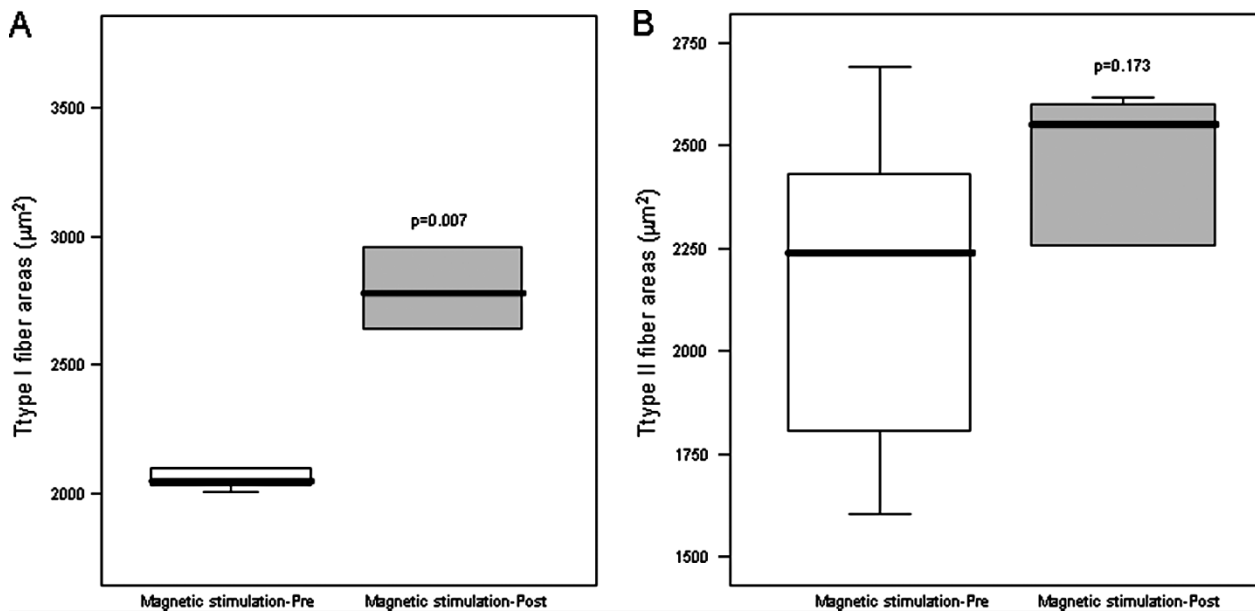 A
Ttype I fiber areas (µm²)
3500
3000
2500
2000
p=0.007
Magnetic stimulation-Pre
Magnetic stimulation-Post
B
Ttype II fiber areas (µm²)
2750
2500
2250
2000
1750
1500
p=0.173
Magnetic stimulation-Pre
Magnetic stimulation-Post